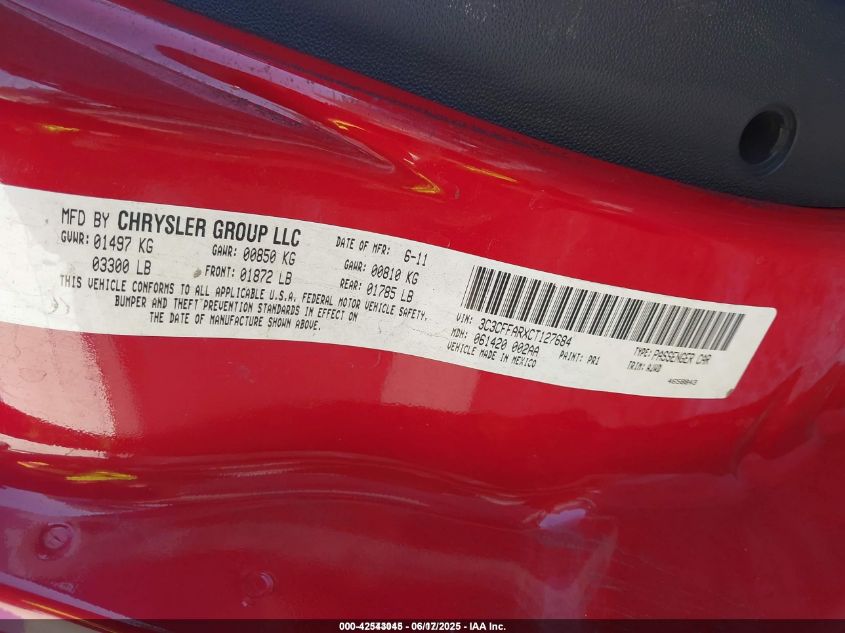 MFD BY CHRYSLER GROUP LLC
DATE OF MFR: 6-11
GVWR: 01497 KG
GAWR: 00850 KG
GAWR: 00810 KG
03300 LB
FRONT: 01872 LB
REAR: 01785 LB
THIS VEHICLE CONFORMS TO ALL APPLICABLE U.S.A. FEDERAL MOTOR VEHICLE SAFETY,
BUMPER AND THEFT PREVENTION STANDARDS IN EFFECT ON
THE DATE OF MANUFACTURE SHOWN ABOVE.
VIN: 3C3CFFARXCT127684
TYPE: PASSENGER CAR
MDH: 061420 002AA
PAINT: PR1
TRIM: AJWD
VEHICLE MADE IN MEXICO
4658843
06/17/2025 - IAA Inc.